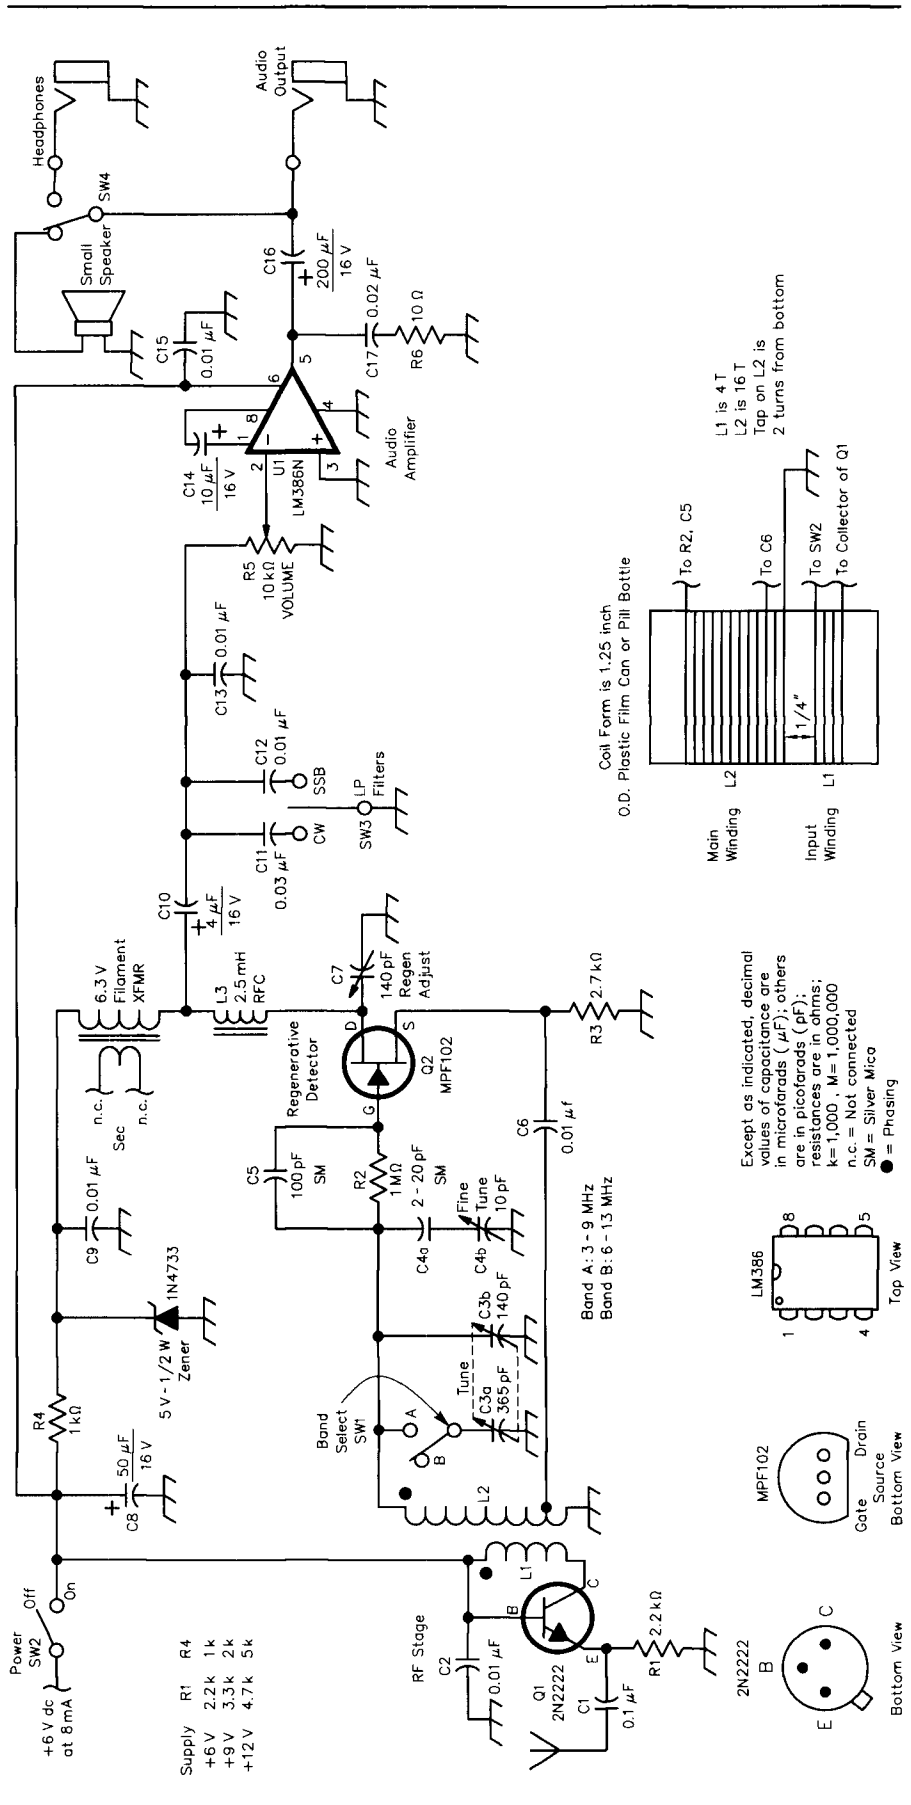 Power
SW2
Off
On
+6 V dc
at 8mA
Supply R1 R4
+6 V 2.2k 1k
+9 V 3.3k 2k
+12 V 4.7k 5k
C8
+
50 µF
16 V
R4
1kΩ
5V-1/2W
Zener
1N4733
C9
0.01 µF
n.c.
Sec
n.c.
6.3 V
Filament
XFMR
L3
2.5 mH
RFC
C10
+
4 µF
16 V
C11
0.03 µF
CW
C12
0.01 µF
SSB
SW3
LP
Filters
C13
0.01 µF
R5
10 kΩ
VOLUME
C14
10 µF
16 V
+
1
8
6
2
-
U1
+
3
4
5
LM386N
Audio
Amplifier
C15
0.01 µF
Small
Speaker
SW4
Headphones
C16
+
200 µF
16 V
Audio
Output
C17
0.02 µF
R6
10 Ω
RF Stage
C2
0.01 µF
Q1
2N2222
B
C
E
L1
C1
0.1 µF
R1
2.2 kΩ
L2
Band
Select
SW1
A
B
Tune
C3a
365 pF
C3b
140 pF
C4a
2 - 20 pF
SM
Fine
Tune
C4b
10 pF
C5
100 pF
SM
R2
1 MΩ
Regenerative
Detector
G
D
S
Q2
MPF102
C7
140 pF
Regen
Adjust
C6
0.01 µf
R3
2.7 kΩ
Band A: 3 - 9 MHz
Band B: 6 - 13 MHz
2N2222
B
E
C
Bottom View
MPF102
Gate
Source
Drain
Bottom View
LM386
1
8
4
5
Top View
Except as indicated, decimal
values of capacitance are
in microfarads ( µF); others
are in picofarads ( pF);
resistances are in ohms;
k=1,000 , M= 1,000,000
n.c. = Not connected
SM = Silver Mica
● = Phasing
Coil Form is 1.25 inch
O.D. Plastic Film Can or Pill Bottle
Main
Winding
L2
Input
Winding
L1
1/4"
To R2, C5
To C6
To SW2
To Collector of Q1
L1 is 4 T
L2 is 16 T
Tap on L2 is
2 turns from bottom